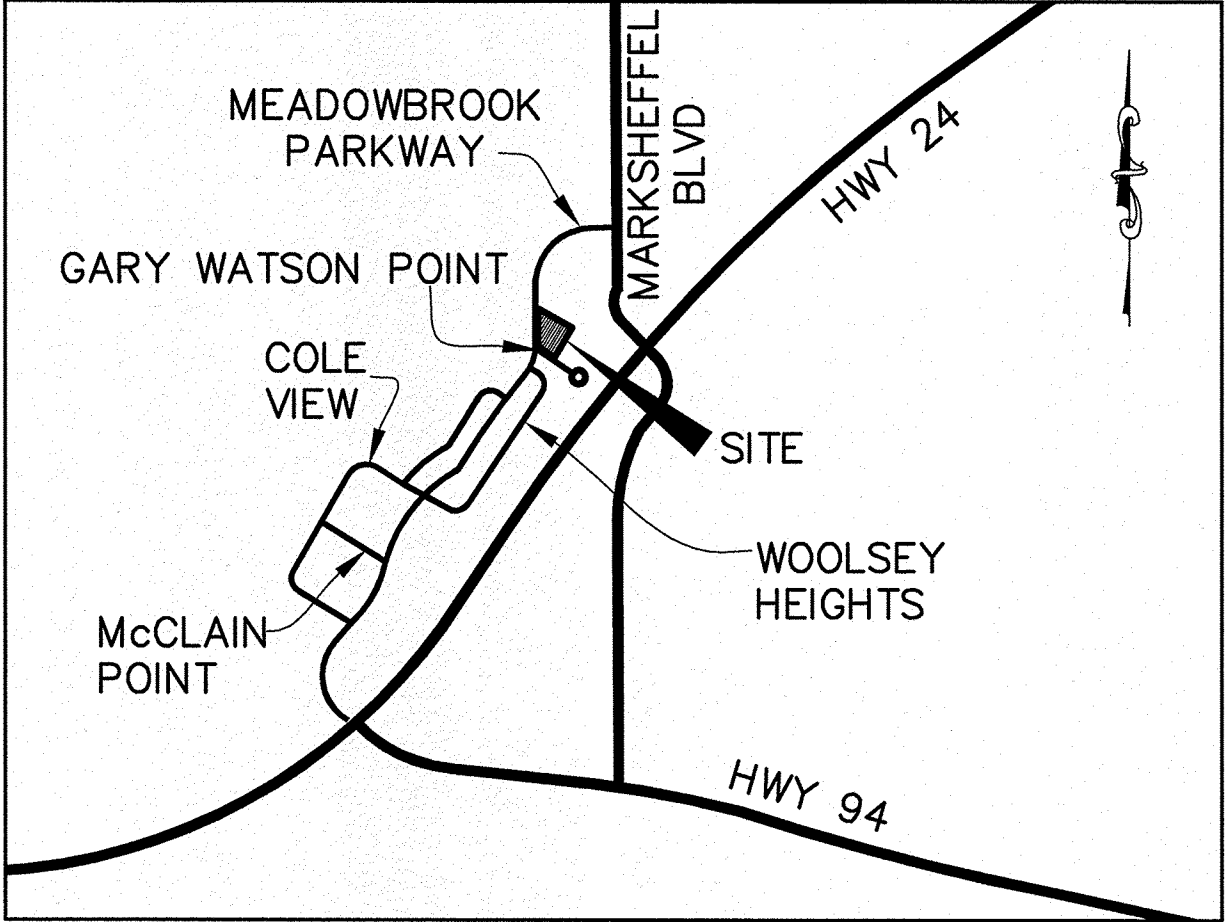 MEADOWBROOK
PARKWAY
MARKSHEFFEL
BLVD
HWY 24
GARY WATSON POINT
COLE
VIEW
SITE
WOOLSEY
HEIGHTS
McCLAIN
POINT
HWY 94